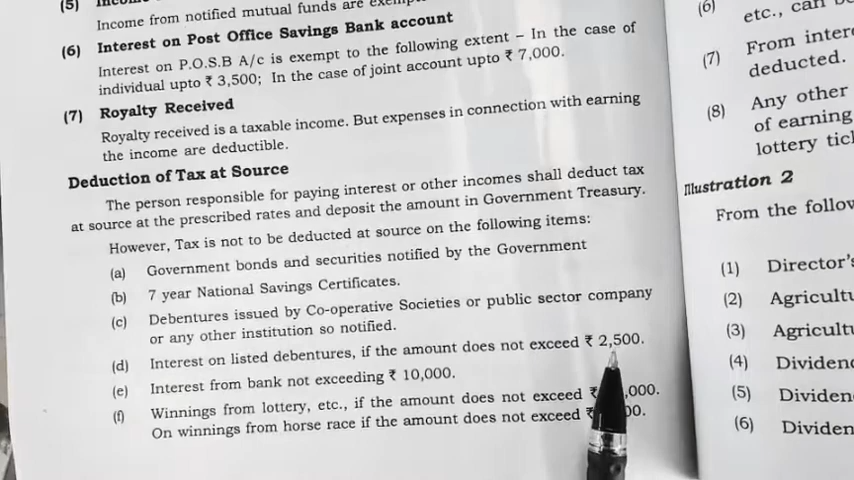 (5)
Income from notified mutual funds are
(6) Interest on Post Office Savings Bank account
Interest on P.O.S.B A/c is exempt to the following extent – In the case of
individual upto ₹ 3,500; In the case of joint account upto ₹ 7,000.
(7) Royalty Received
Royalty received is a taxable income. But expenses in connection with earning
the income are deductible.
Deduction of Tax at Source
The person responsible for paying interest or other incomes shall deduct tax
at source at the prescribed rates and deposit the amount in Government Treasury.
However, Tax is not to be deducted at source on the following items:
(a) Government bonds and securities notified by the Government
(b) 7 year National Savings Certificates.
(c) Debentures issued by Co-operative Societies or public sector company
or any other institution so notified.
(d) Interest on listed debentures, if the amount does not exceed ₹ 2,500.
(e) Interest from bank not exceeding ₹ 10,000.
(f) Winnings from lottery, etc., if the amount does not exceed ₹ ,000.
On winnings from horse race if the amount does not exceed ₹ 00.
(6)
etc., can
(7) From
deducted.
(8) Any other
of earning
lottery
Illustration 2
From the
(1) Director's
(2)
(3)
(4)
(5)
(6)